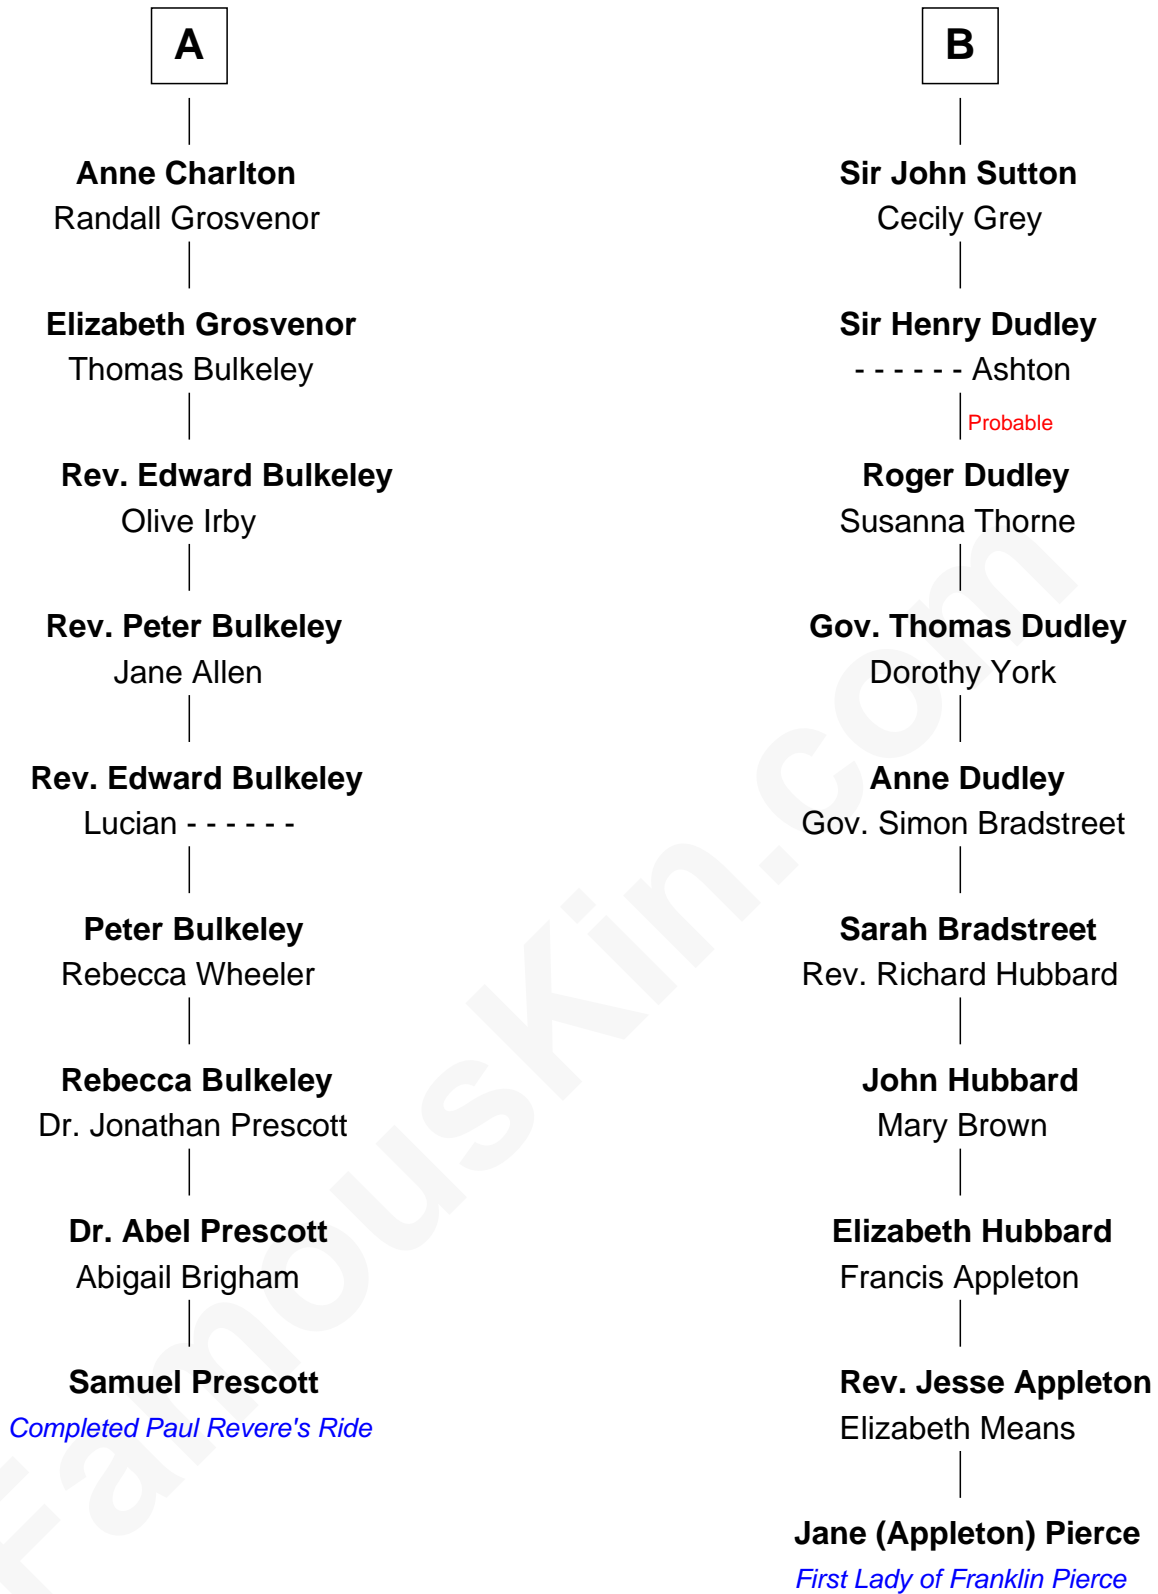 A
Anne Charlton
Randall Grosvenor
Elizabeth Grosvenor
Thomas Bulkeley
Rev. Edward Bulkeley
Olive Irby
Rev. Peter Bulkeley
Jane Allen
Rev. Edward Bulkeley
Lucian - - - - - -
Peter Bulkeley
Rebecca Wheeler
Rebecca Bulkeley
Dr. Jonathan Prescott
Dr. Abel Prescott
Abigail Brigham
Samuel Prescott
Completed Paul Revere's Ride
B
Sir John Sutton
Cecily Grey
Sir Henry Dudley
- - - - - - Ashton
Probable
Roger Dudley
Susanna Thorne
Gov. Thomas Dudley
Dorothy York
Anne Dudley
Gov. Simon Bradstreet
Sarah Bradstreet
Rev. Richard Hubbard
John Hubbard
Mary Brown
Elizabeth Hubbard
Francis Appleton
Rev. Jesse Appleton
Elizabeth Means
Jane (Appleton) Pierce
First Lady of Franklin Pierce
FamousKin.com